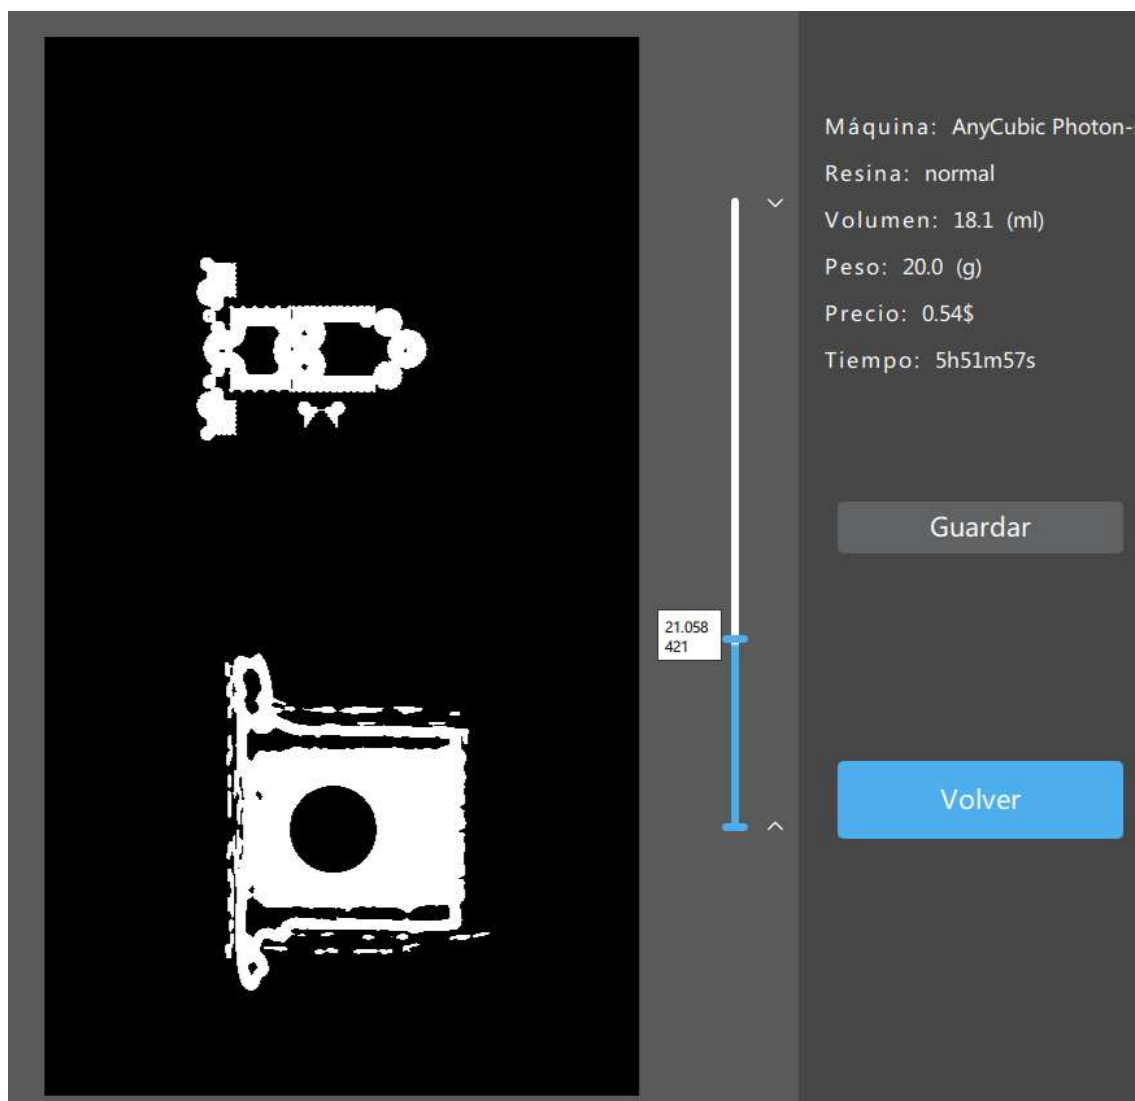 Máquina: AnyCubic Photon-
Resina: normal
Volumen: 18.1 (ml)
Peso: 20.0 (g)
Precio: 0.54$
Tiempo: 5h51m57s
Guardar
21.058
421
Volver